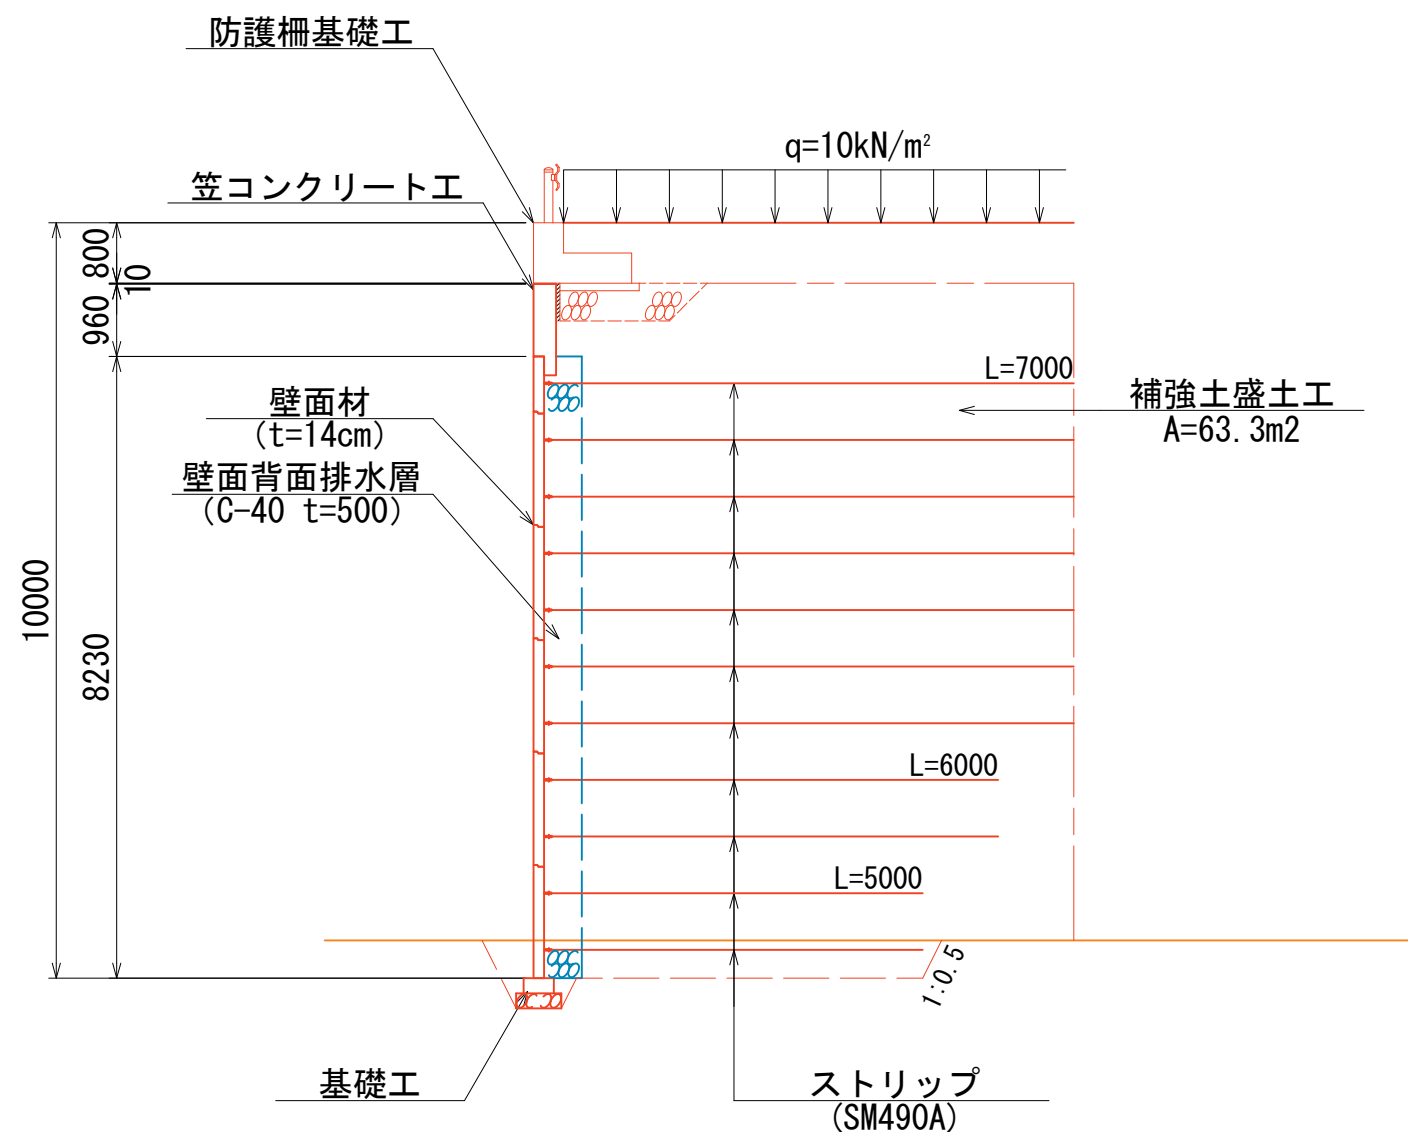 防護柵基礎工
q=10kN/m²
笠コンクリート工
800
10
960
L=7000
壁面材
(t=14cm)
補強土盛土工
A=63.3m2
壁面背面排水層
(C-40 t=500)
10000
8230
L=6000
L=5000
1:0.5
基礎工
ストリップ
(SM490A)